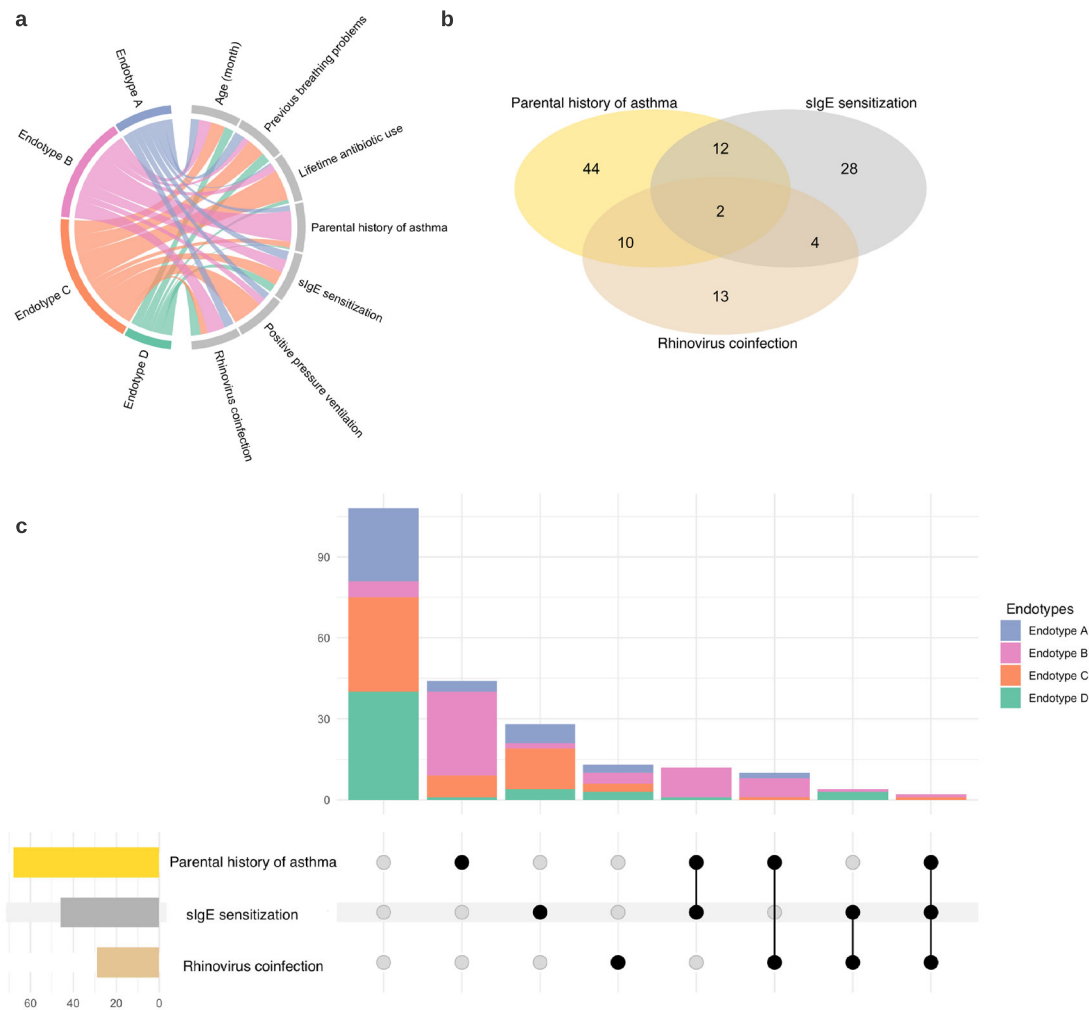 a
Endotype A
Endotype B
Endotype C
Endotype D
Age (month)
Previous breathing problems
Lifetime antibiotic use
Parental history of asthma
sIgE sensitization
Positive pressure ventilation
Rhinovirus coinfection
b
Parental history of asthma
sIgE sensitization
44
12
28
2
10
4
13
Rhinovirus coinfection
c
90
60
30
0
Endotypes
Endotype A
Endotype B
Endotype C
Endotype D
Parental history of asthma
sIgE sensitization
Rhinovirus coinfection
60 40 20 0